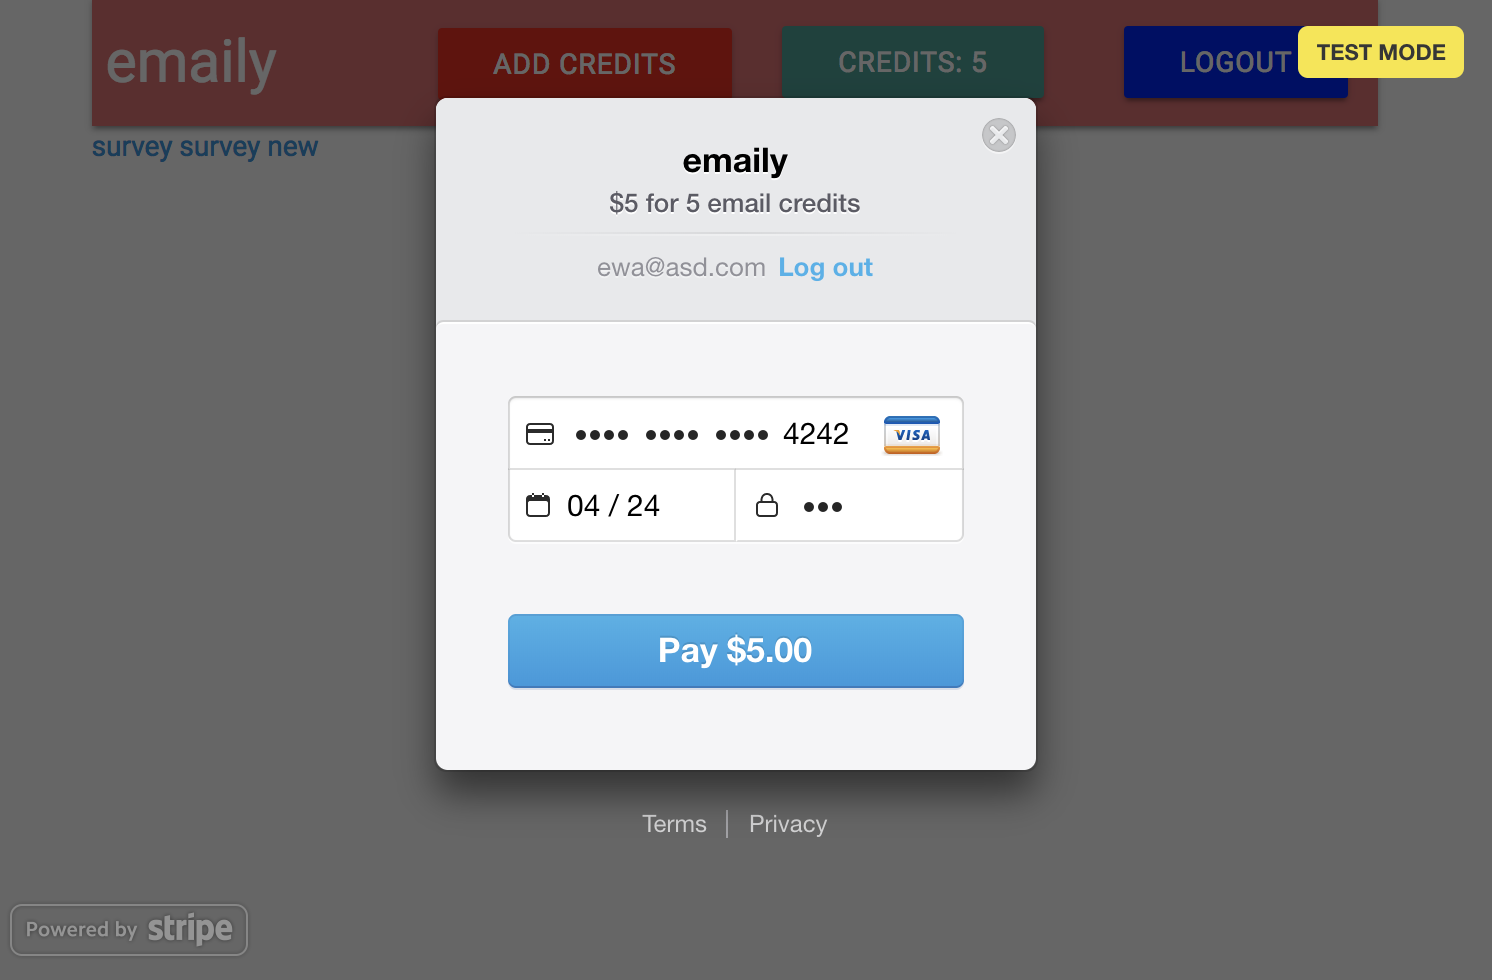 emaily
ADD CREDITS
CREDITS: 5
LOGOUT
TEST MODE
survey survey new
emaily
$5 for 5 email credits
ewa@asd.com Log out
•••• •••• •••• 4242 VISA
04 / 24 •••
Pay $5.00
Terms Privacy
Powered by stripe